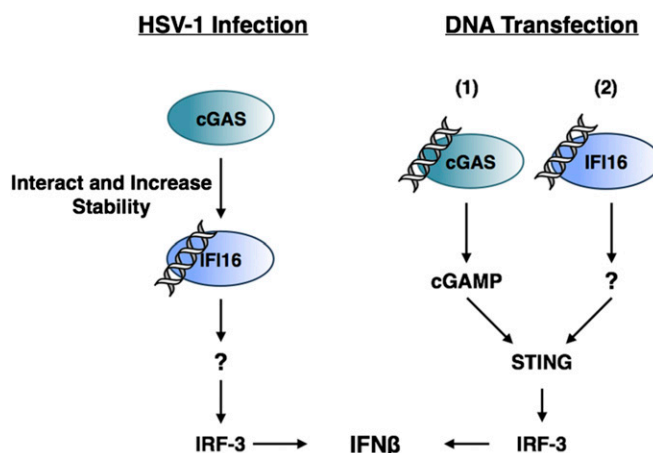 HSV-1 Infection
DNA Transfection
(1)
(2)
cGAS
cGAS
IFI16
Interact and Increase
Stability
IFI16
cGAMP
?
?
STING
IRF-3
IFNβ
IRF-3